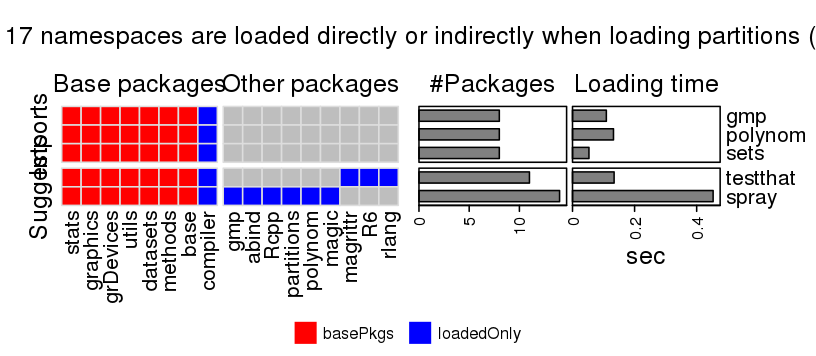 17 namespaces are loaded directly or indirectly when loading partitions (
Base packages Other packages #Packages Loading time
Imports
Suggests
gmp
polynom
sets
testthat
spray
stats
graphics
grDevices
utils
datasets
methods
base
compiler
gmp
abind
Rcpp
partitions
polynom
magic
magrittr
R6
rlang
0 5 10
0 0.2 0.4
sec
basePkgs loadedOnly